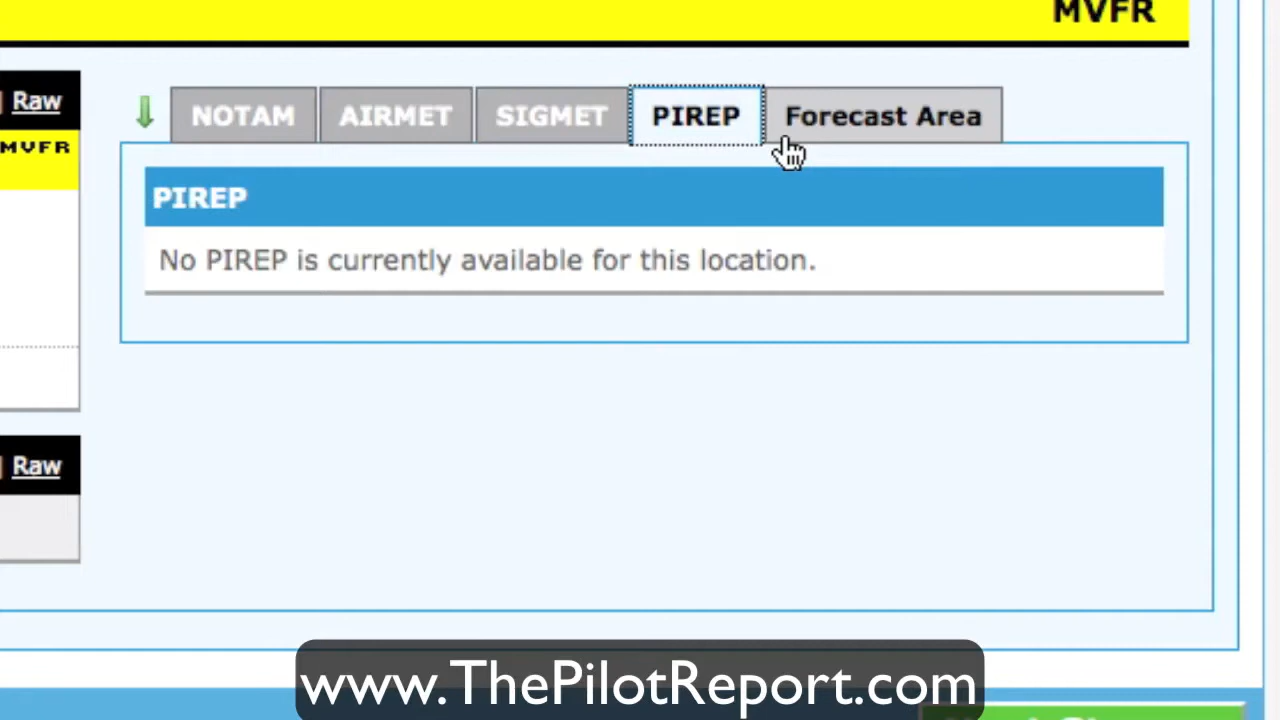 MVFR
Raw
NOTAM AIRMET SIGMET PIREP Forecast Area
MVFR
PIREP
No PIREP is currently available for this location.
Raw
www.ThePilotReport.com